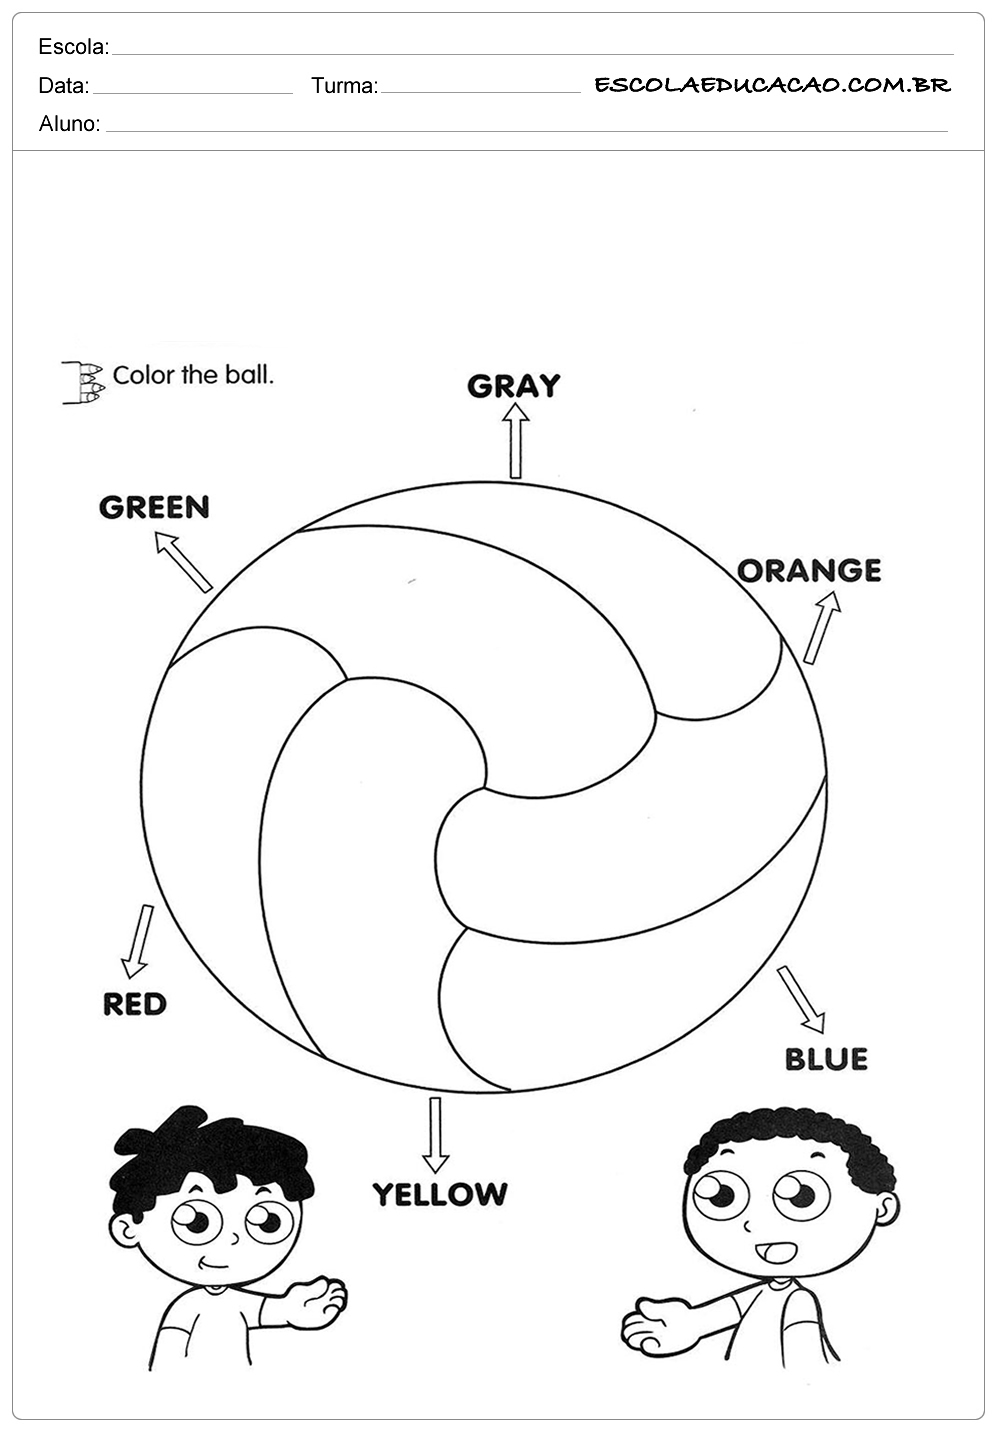 Escola:
Data: Turma: ESCOLAEDUCACAO.COM.BR
Aluno:
Color the ball.
GRAY
GREEN
ORANGE
RED
BLUE
YELLOW